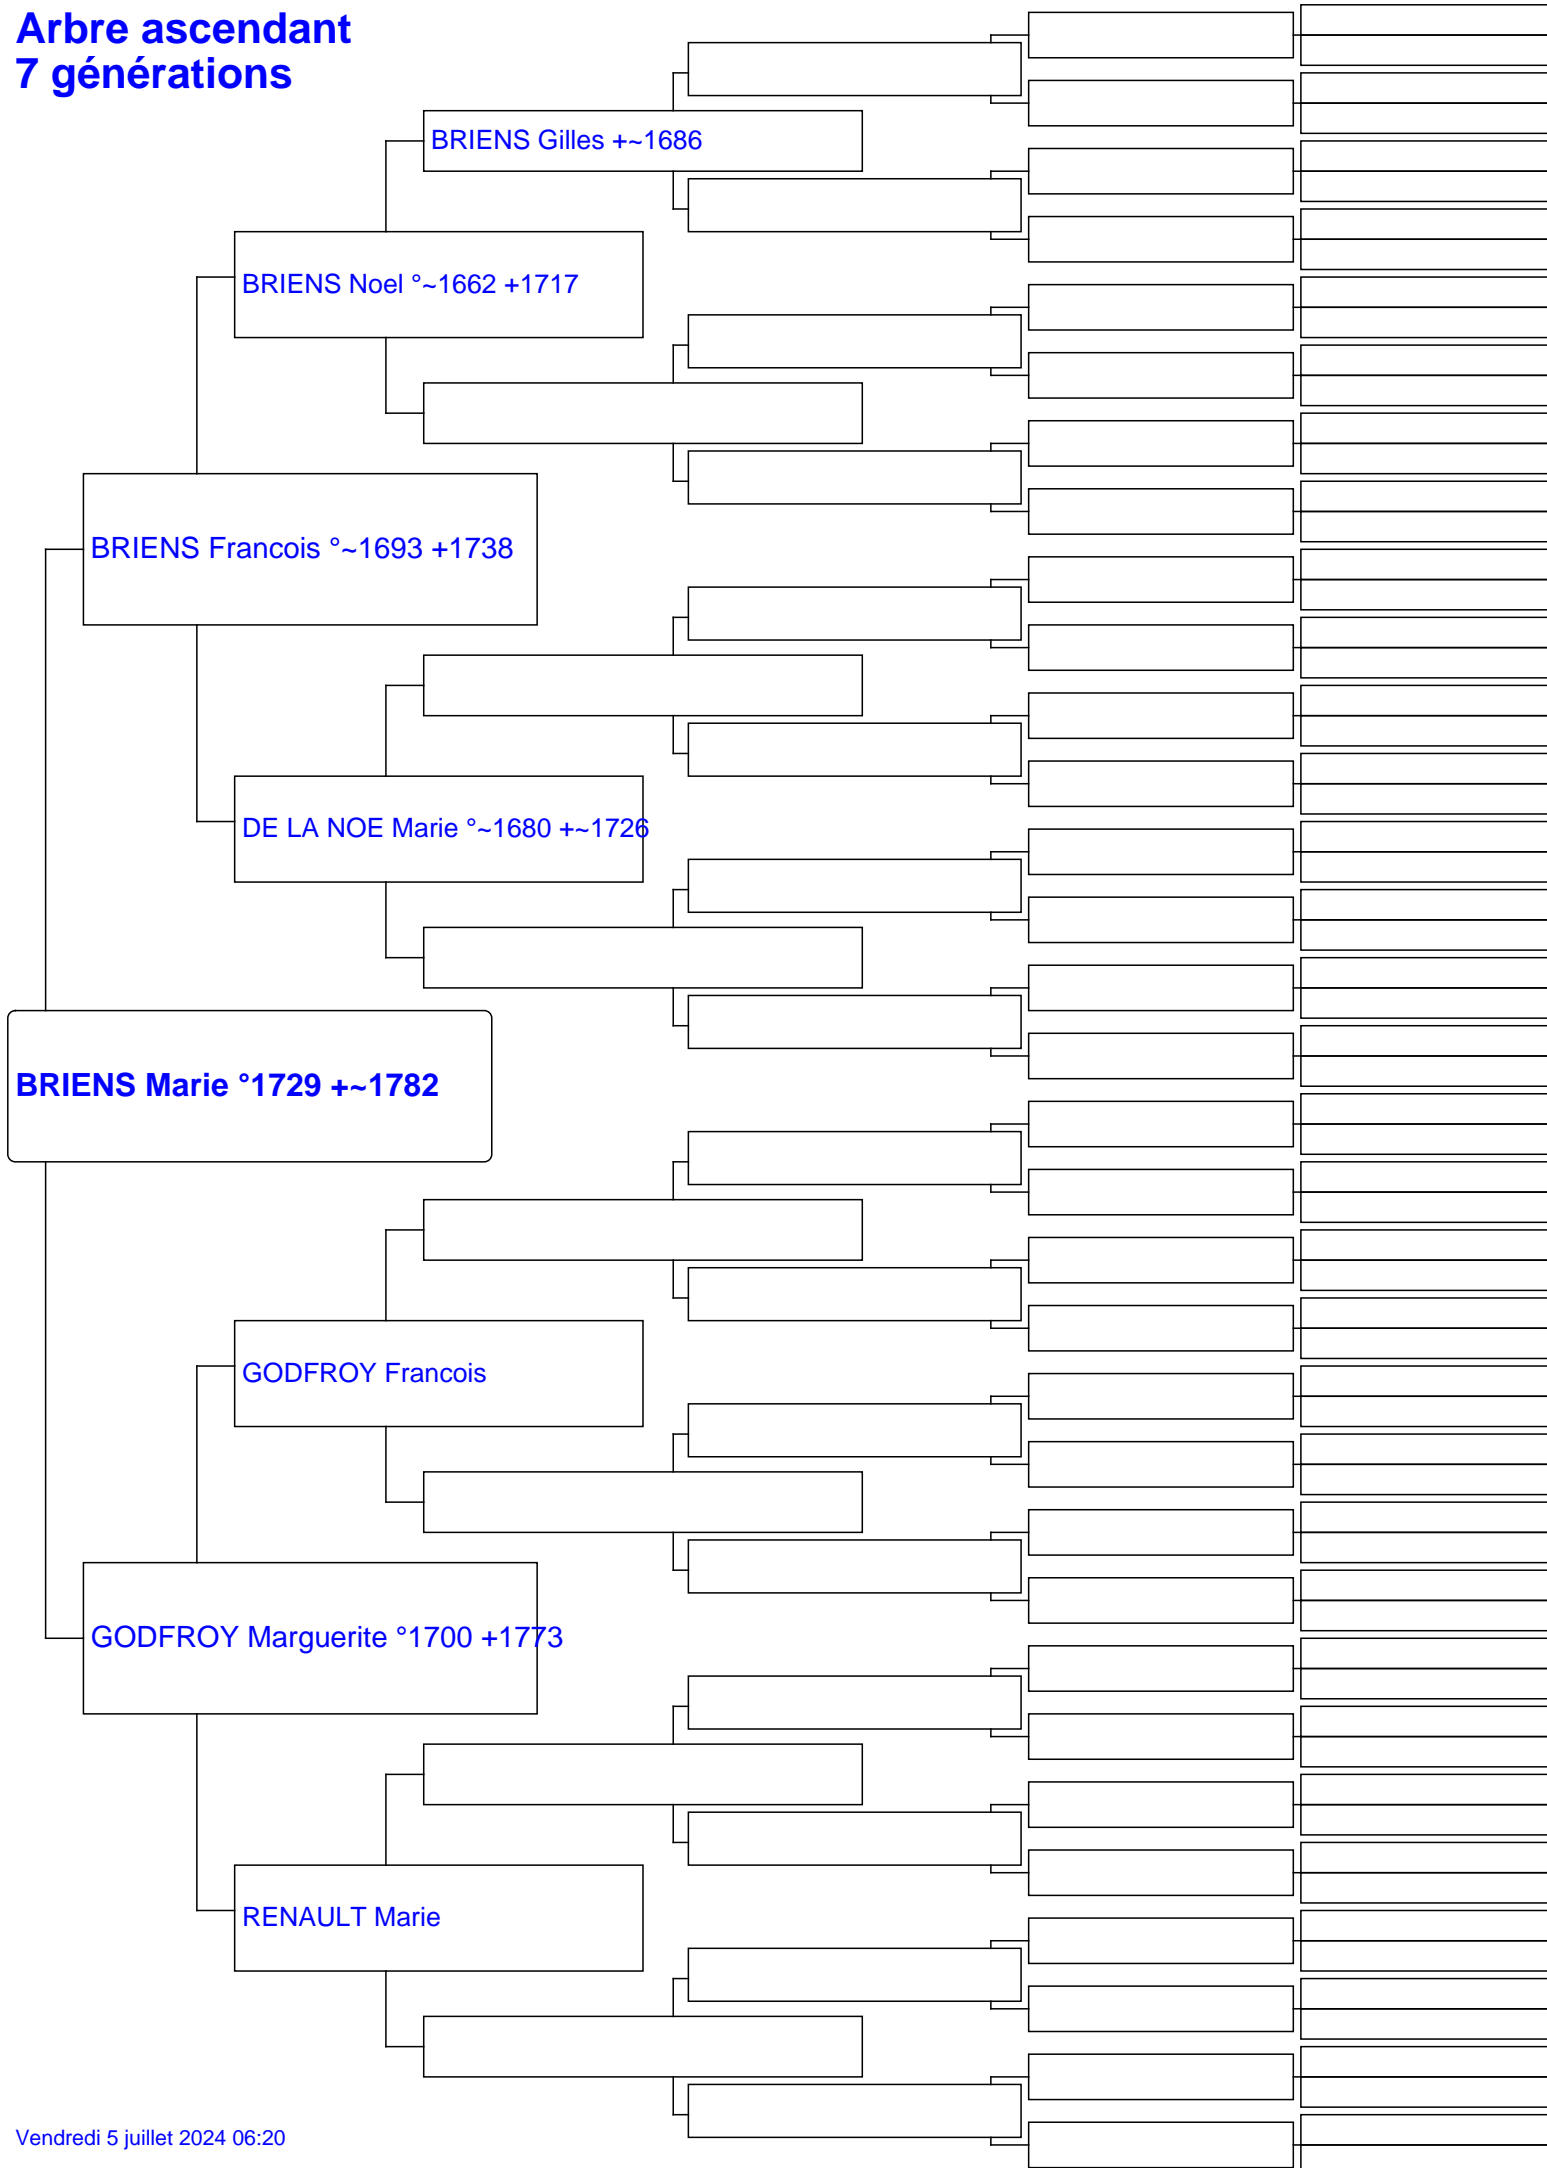 Arbre ascendant
7 générations
BRIENS Gilles +~1686
BRIENS Noel °~1662 +1717
BRIENS Francois °~1693 +1738
DE LA NOE Marie °~1680 +~1726
BRIENS Marie °1729 +~1782
GODFROY Francois
GODFROY Marguerite °1700 +1773
RENAULT Marie
Vendredi 5 juillet 2024 06:20